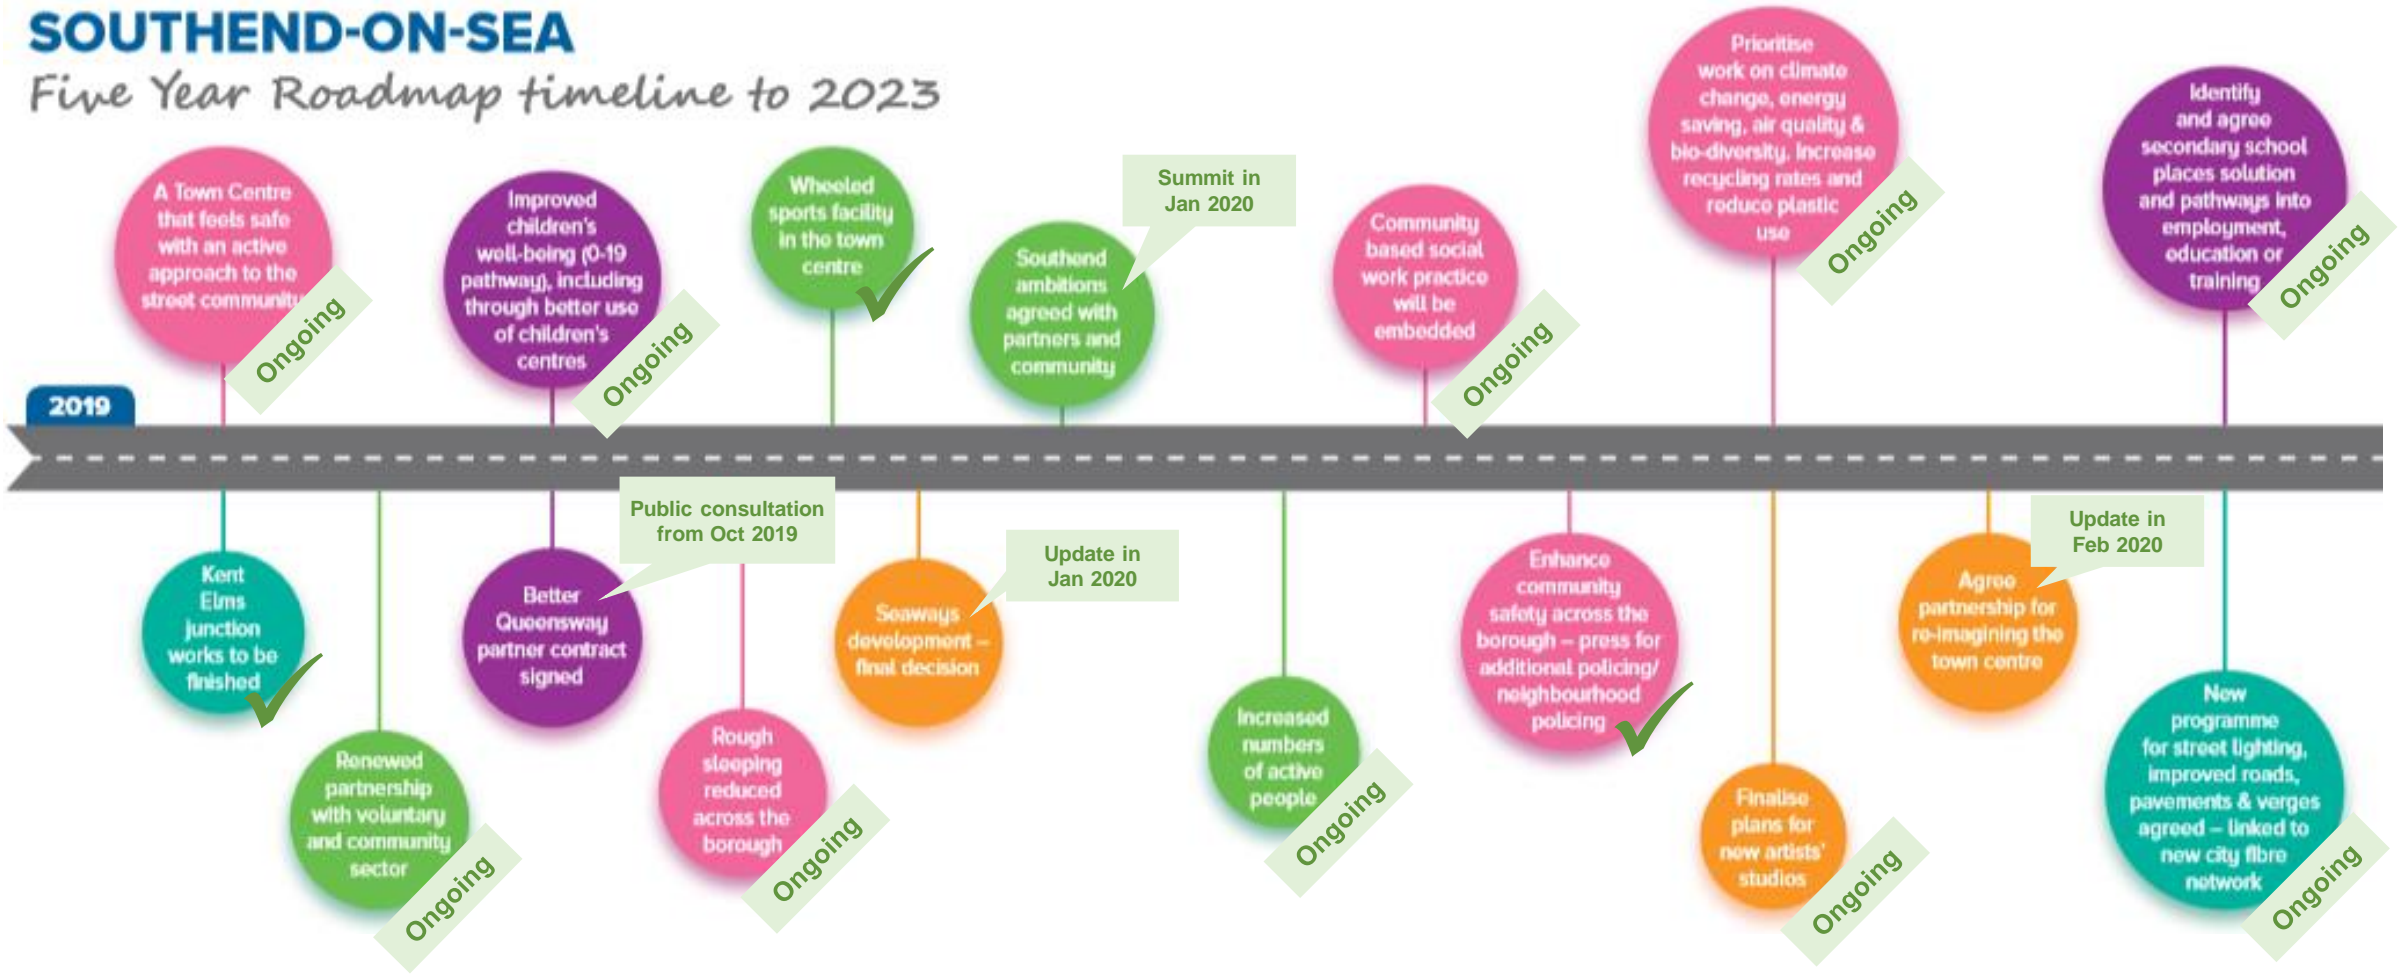 SOUTHEND-ON-SEA
Five Year Roadmap timeline to 2023
A Town Centre
that feels safe
with an active
approach to the
street community
Ongoing
Improved
children's
well-being (0-19
pathway), including
through better use
of children's
centres
Ongoing
Wheeled
sports facility
in the town
centre
Southend
ambitions
agreed with
partners and
community
Summit in
Jan 2020
Community
based social
work practice
will be
embedded
Ongoing
Prioritise
work on climate
change, energy
saving, air quality &
bio-diversity. Increase
recycling rates and
reduce plastic
use
Ongoing
Identify
and agree
secondary school
places solution
and pathways into
employment,
education or
training
Ongoing
2019
Kent
Elms
junction
works to be
finished
Renewed
partnership
with voluntary
and community
sector
Ongoing
Better
Queensway
partner contract
signed
Public consultation
from Oct 2019
Rough
sleeping
reduced
across the
borough
Ongoing
Seaways
development –
final decision
Update in
Jan 2020
Increased
numbers
of active
people
Ongoing
Enhance
community
safety across the
borough – press for
additional policing/
neighbourhood
policing
Finalise
plans for
new artists'
studios
Ongoing
Agree
partnership for
re-imagining the
town centre
Update in
Feb 2020
New
programme
for street lighting,
improved roads,
pavements & verges
agreed – linked to
new city fibre
network
Ongoing